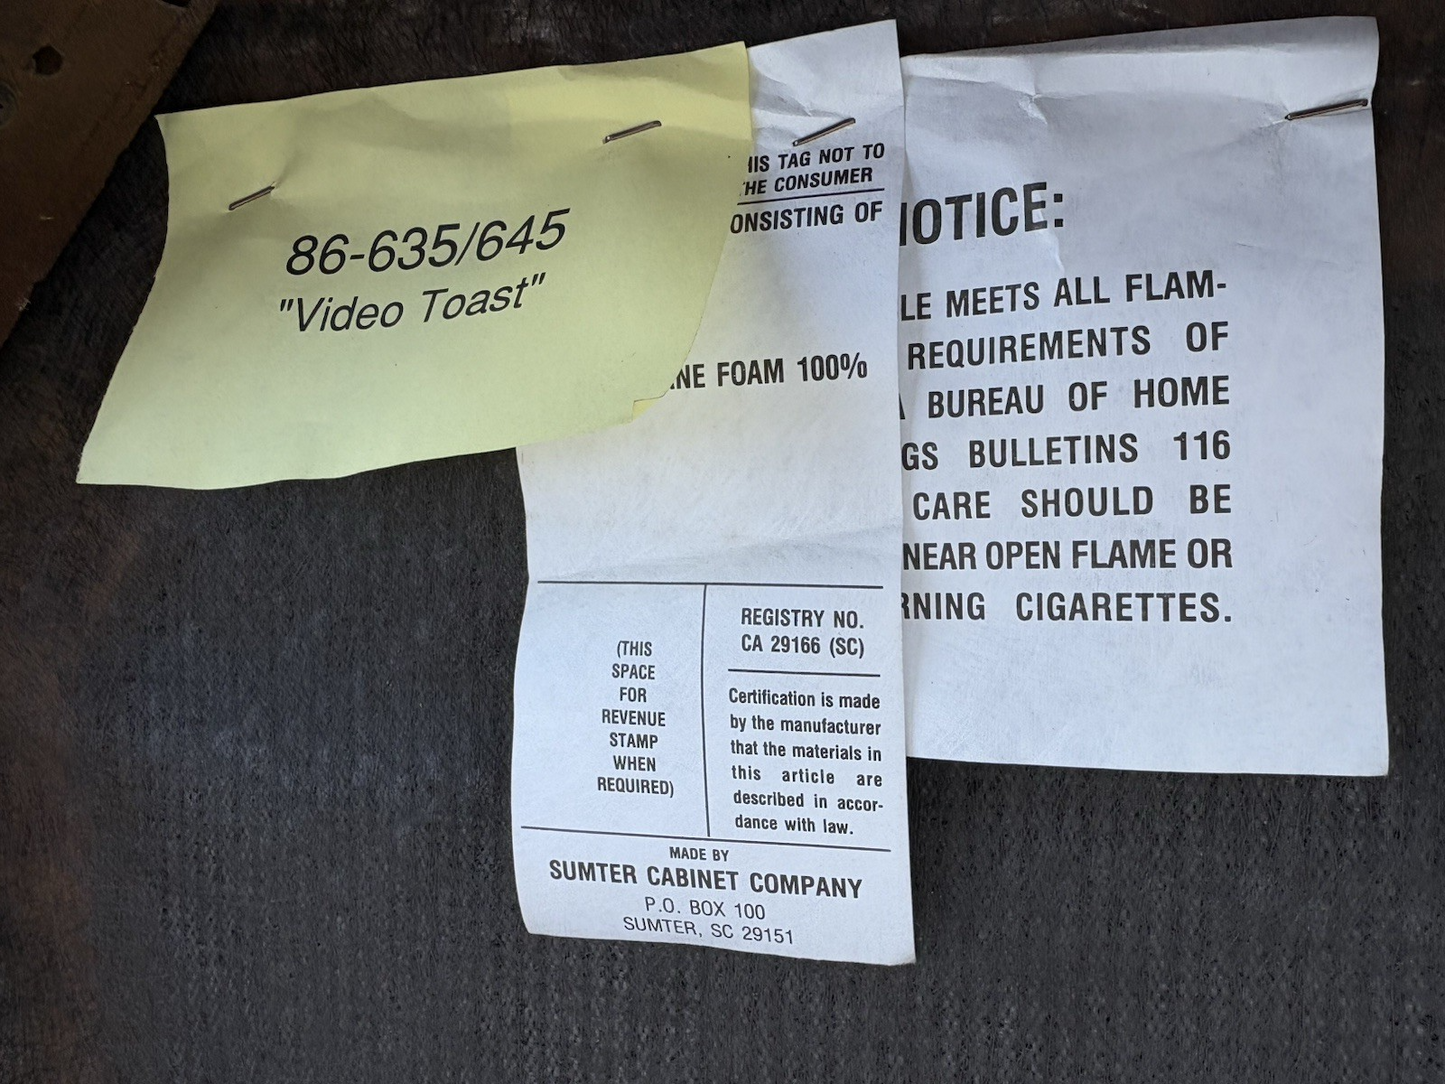 86-635/645
"Video Toast"
HIS TAG NOT TO
HE CONSUMER
ONSISTING OF
NE FOAM 100%
(THIS
SPACE
FOR
REVENUE
STAMP
WHEN
REQUIRED)
REGISTRY NO.
CA 29166 (SC)
Certification is made
by the manufacturer
that the materials in
this article are
described in accor-
dance with law.
MADE BY
SUMTER CABINET COMPANY
P.O. BOX 100
SUMTER, SC 29151
OTICE:
LE MEETS ALL FLAM-
REQUIREMENTS OF
BUREAU OF HOME
GS BULLETINS 116
CARE SHOULD BE
NEAR OPEN FLAME OR
RNING CIGARETTES.